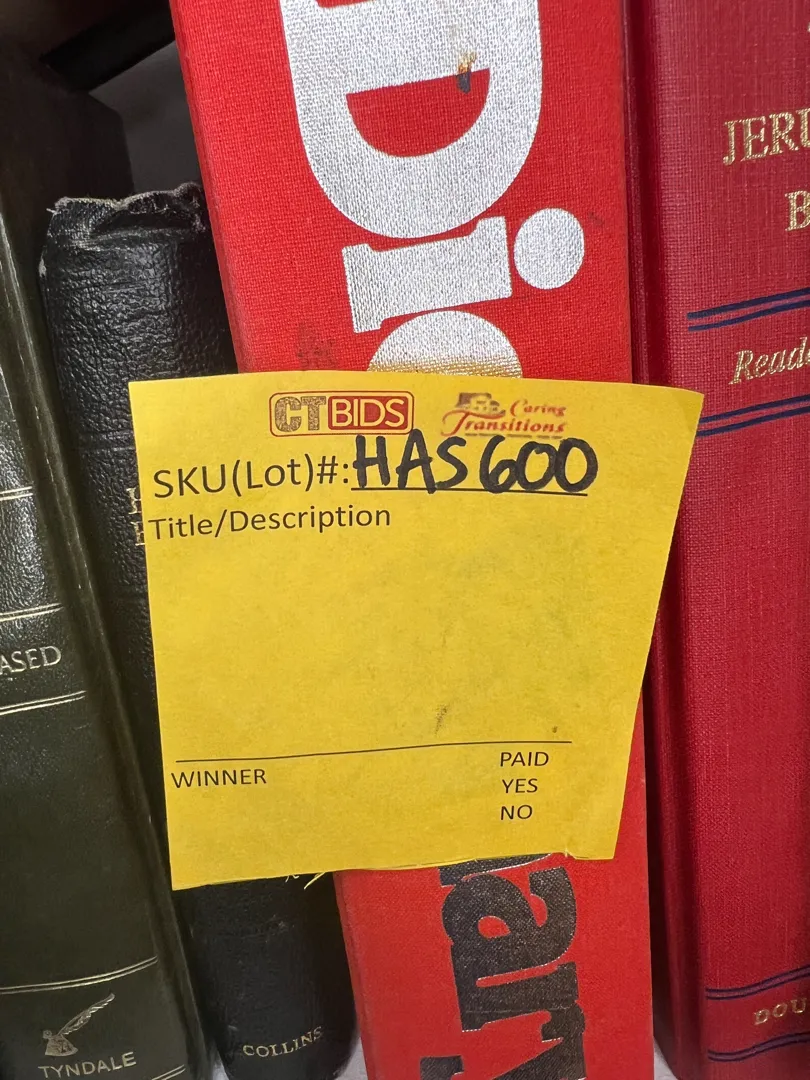 ASED
TYNDALE
COLLINS
Di
ary
CTBIDS
Caring
Transitions
SKU(Lot)#:HAS600
Title/Description
WINNER
PAID
YES
NO
JERU
B
Reade
DOU